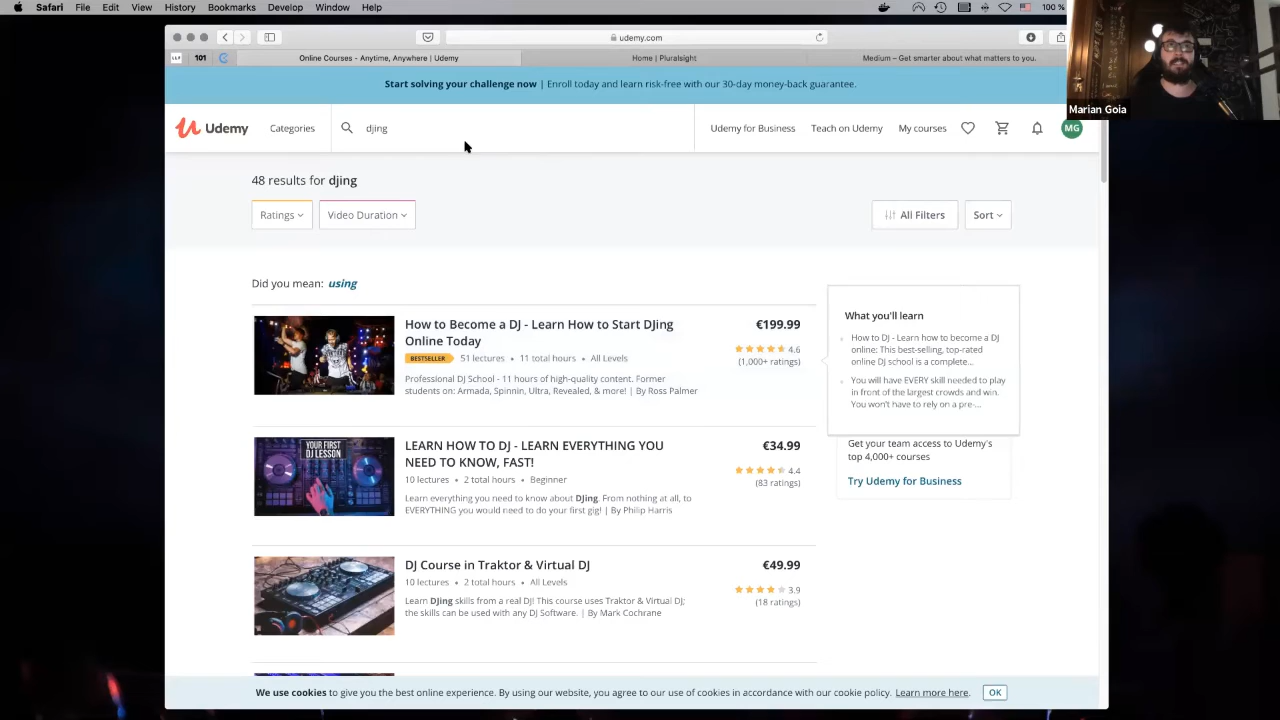 Safari File Edit View History Bookmarks Develop Window Help 100 %
udemy.com
LLV 101 Online Courses - Anytime, Anywhere | Udemy Home | Pluralsight Medium – Get smarter about what matters to you.
Marian Goia
Start solving your challenge now | Enroll today and learn risk-free with our 30-day money-back guarantee.
Udemy Categories djing Udemy for Business Teach on Udemy My courses MG
48 results for djing
Ratings Video Duration All Filters Sort
Did you mean: using
How to Become a DJ - Learn How to Start DJing
Online Today
BESTSELLER 51 lectures • 11 total hours • All Levels
Professional DJ School - 11 hours of high-quality content. Former
students on: Armada, Spinnin, Ultra, Revealed, & more! | By Ross Palmer
€199.99
4.6
(1,000+ ratings)
What you'll learn
How to DJ - Learn how to become a DJ
online: This best-selling, top-rated
online DJ school is a complete...
You will have EVERY skill needed to play
in front of the largest crowds and win.
You won't have to rely on a pre-...
Get your team access to Udemy's
top 4,000+ courses
Try Udemy for Business
YOUR FIRST
DJ LESSON
LEARN HOW TO DJ - LEARN EVERYTHING YOU
NEED TO KNOW, FAST!
10 lectures • 2 total hours • Beginner
Learn everything you need to know about DJing. From nothing at all, to
EVERYTHING you would need to do your first gig! | By Philip Harris
€34.99
4.4
(83 ratings)
DJ Course in Traktor & Virtual DJ
10 lectures • 2 total hours • All Levels
Learn DJing skills from a real DJ! This course uses Traktor & Virtual DJ;
the skills can be used with any DJ Software. | By Mark Cochrane
€49.99
3.9
(18 ratings)
We use cookies to give you the best online experience. By using our website, you agree to our use of cookies in accordance with our cookie policy. Learn more here. OK